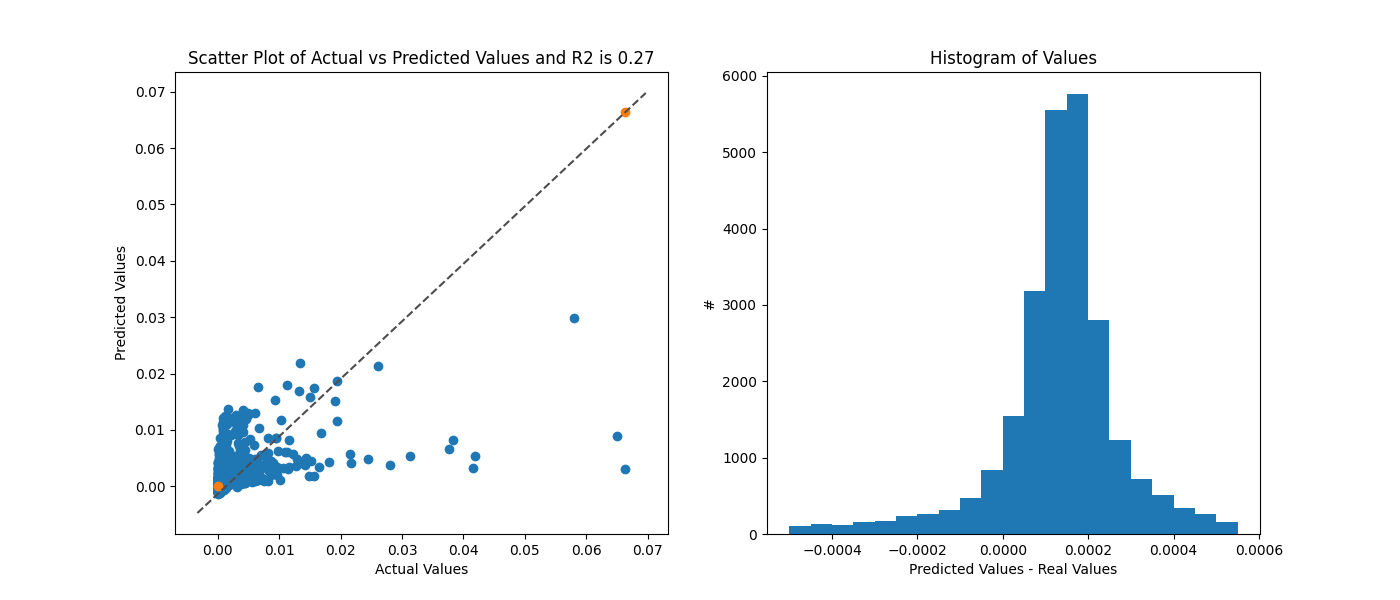 Scatter Plot of Actual vs Predicted Values and R2 is 0.27
Predicted Values
0.07
0.06
0.05
0.04
0.03
0.02
0.01
0.00
0.00 0.01 0.02 0.03 0.04 0.05 0.06 0.07
Actual Values
Histogram of Values
#
6000
5000
4000
3000
2000
1000
0
−0.0004 −0.0002 0.0000 0.0002 0.0004 0.0006
Predicted Values - Real Values